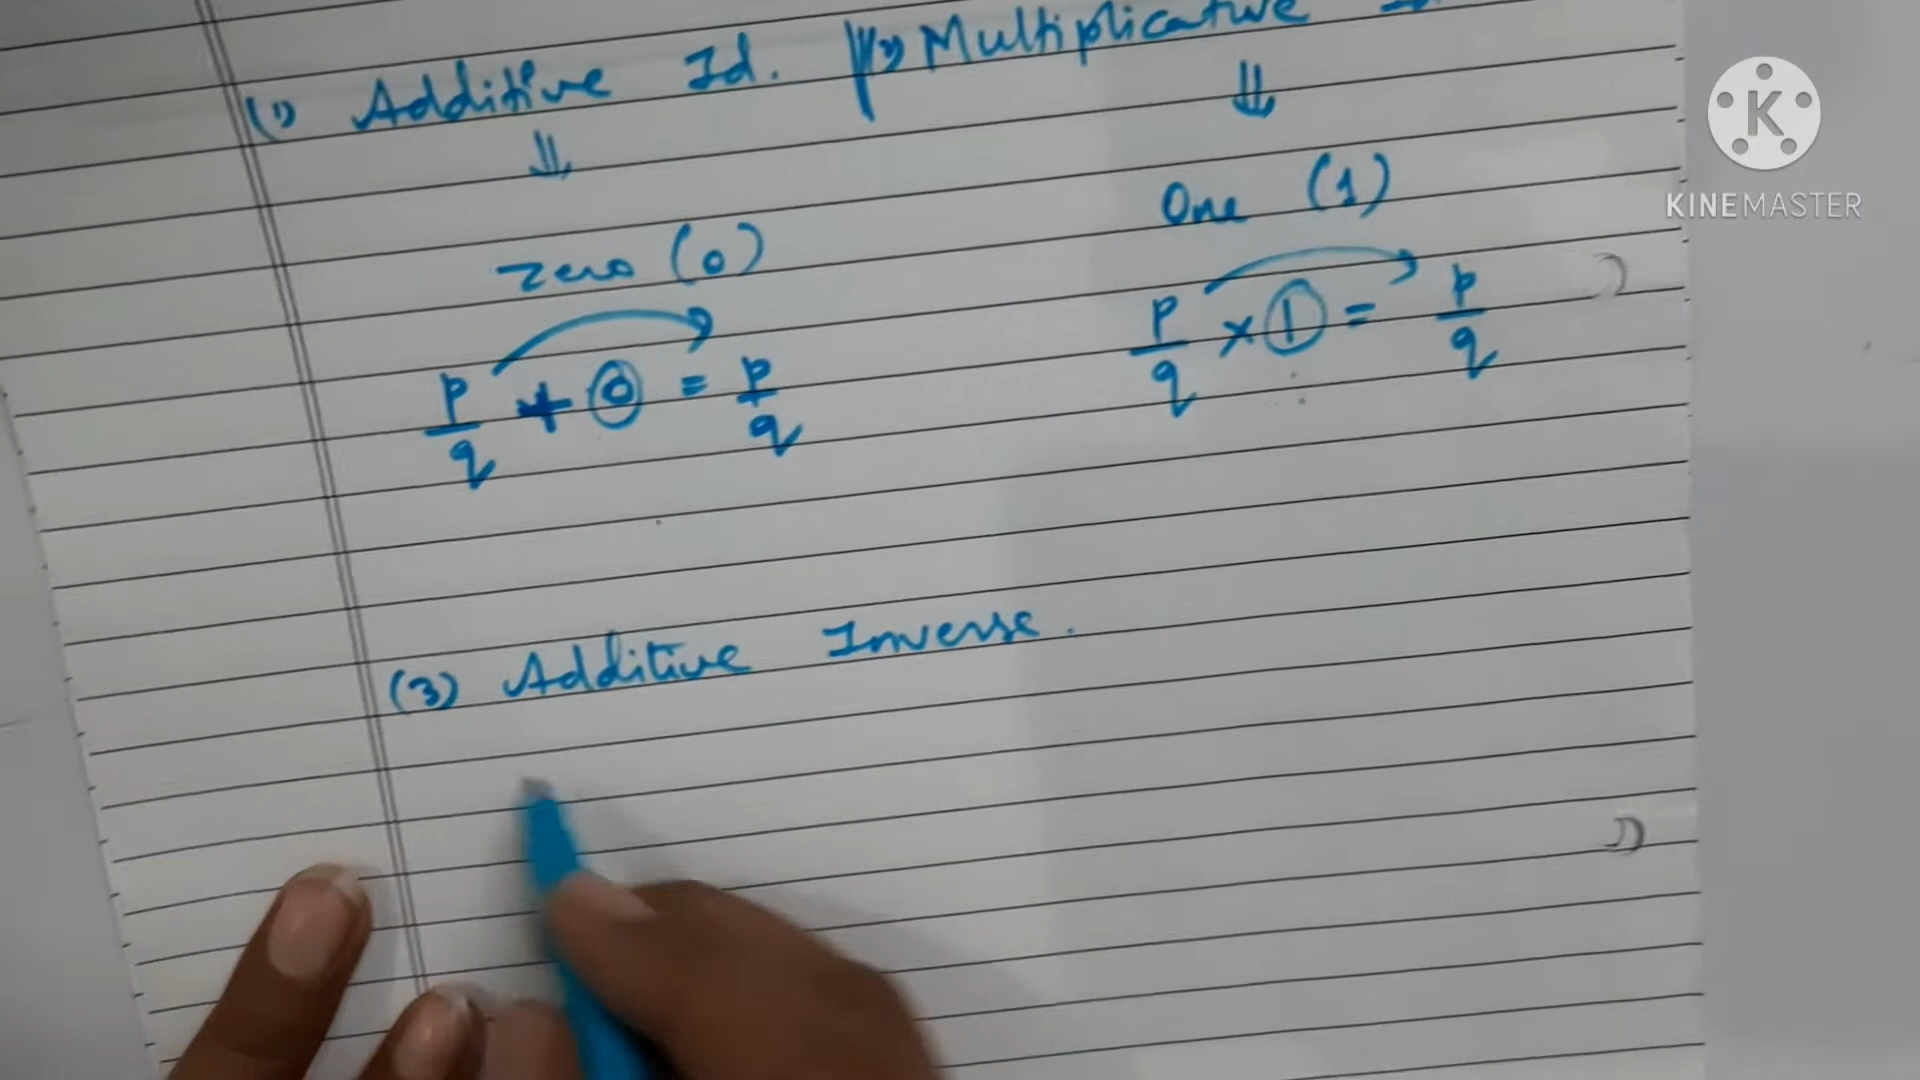 (1) Additive Id. (2) Multiplicative
⇓ ⇓
Zero (0) One (1)
p/q + 0 = p/q p/q × 1 = p/q
(3) Additive Inverse.
K
KINEMASTER